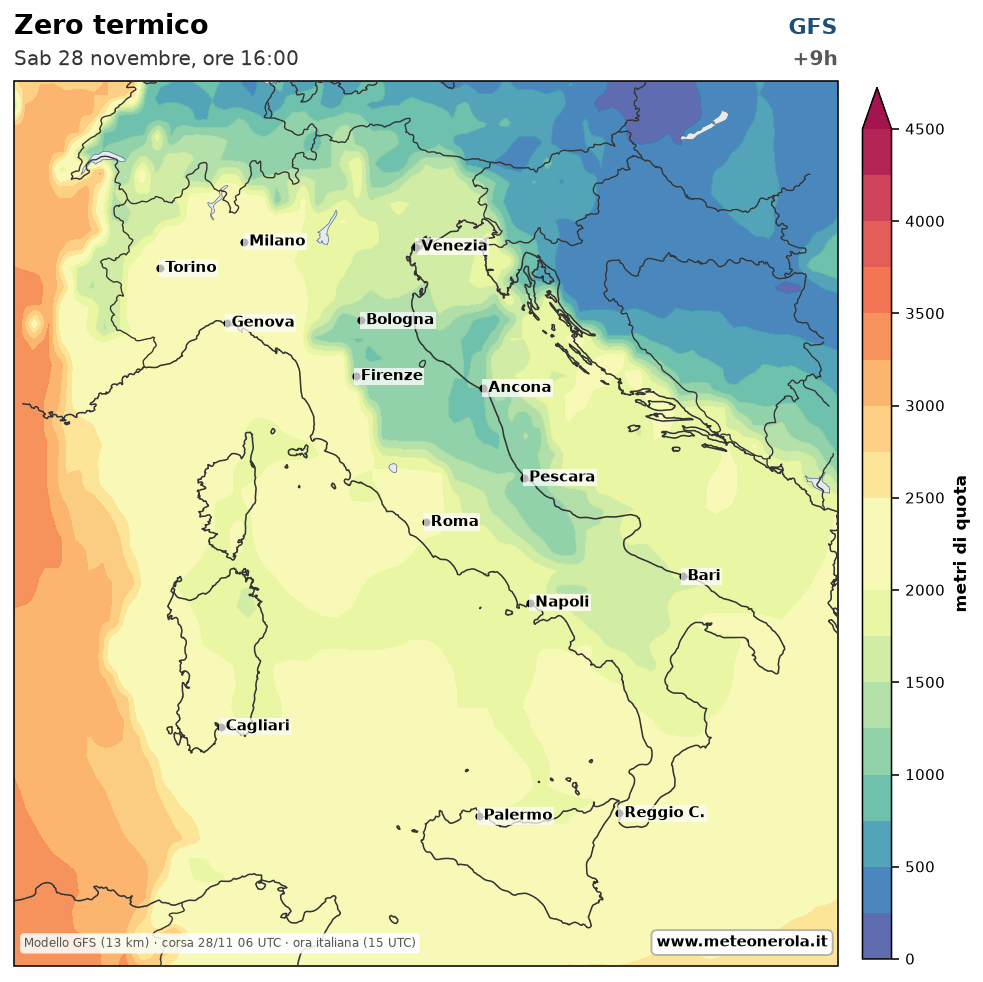 Zero termico
GFS
Sab 28 novembre, ore 16:00
+9h
Milano
Venezia
Torino
Genova
Bologna
Firenze
Ancona
Pescara
Roma
Bari
Napoli
Cagliari
Palermo
Reggio C.
4500
4000
3500
3000
2500
2000
1500
1000
500
0
metri di quota
Modello GFS (13 km) · corsa 28/11 06 UTC · ora italiana (15 UTC)
www.meteonerola.it